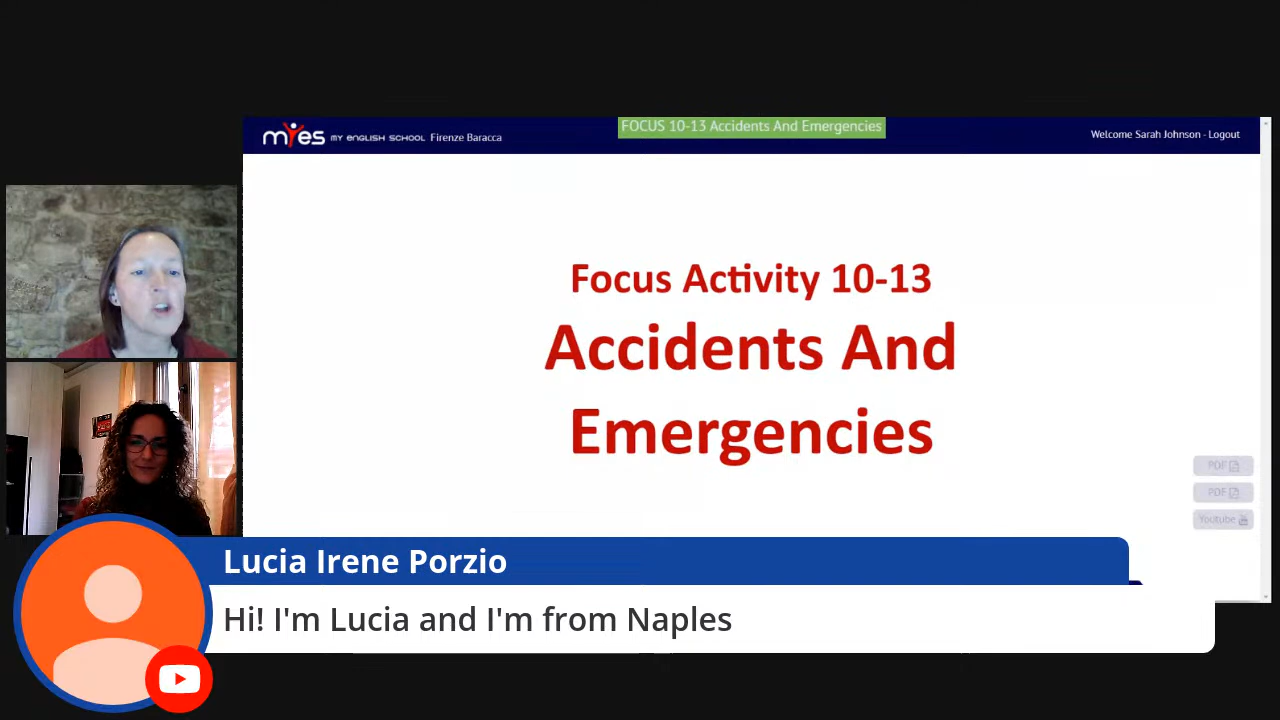 myes MY ENGLISH SCHOOL Firenze Baracca
FOCUS 10-13 Accidents And Emergencies
Welcome Sarah Johnson - Logout
Focus Activity 10-13
Accidents And
Emergencies
PDF
PDF
Youtube
Lucia Irene Porzio
Hi! I'm Lucia and I'm from Naples